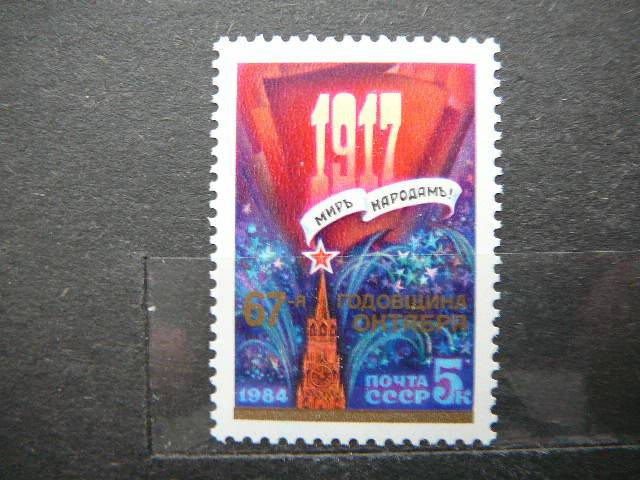 1917
МИРЪ НАРОДАМЪ!
67-я ГОДОВЩИНА
ОКТЯБРЯ
1984
ПОЧТА
СССР
5к